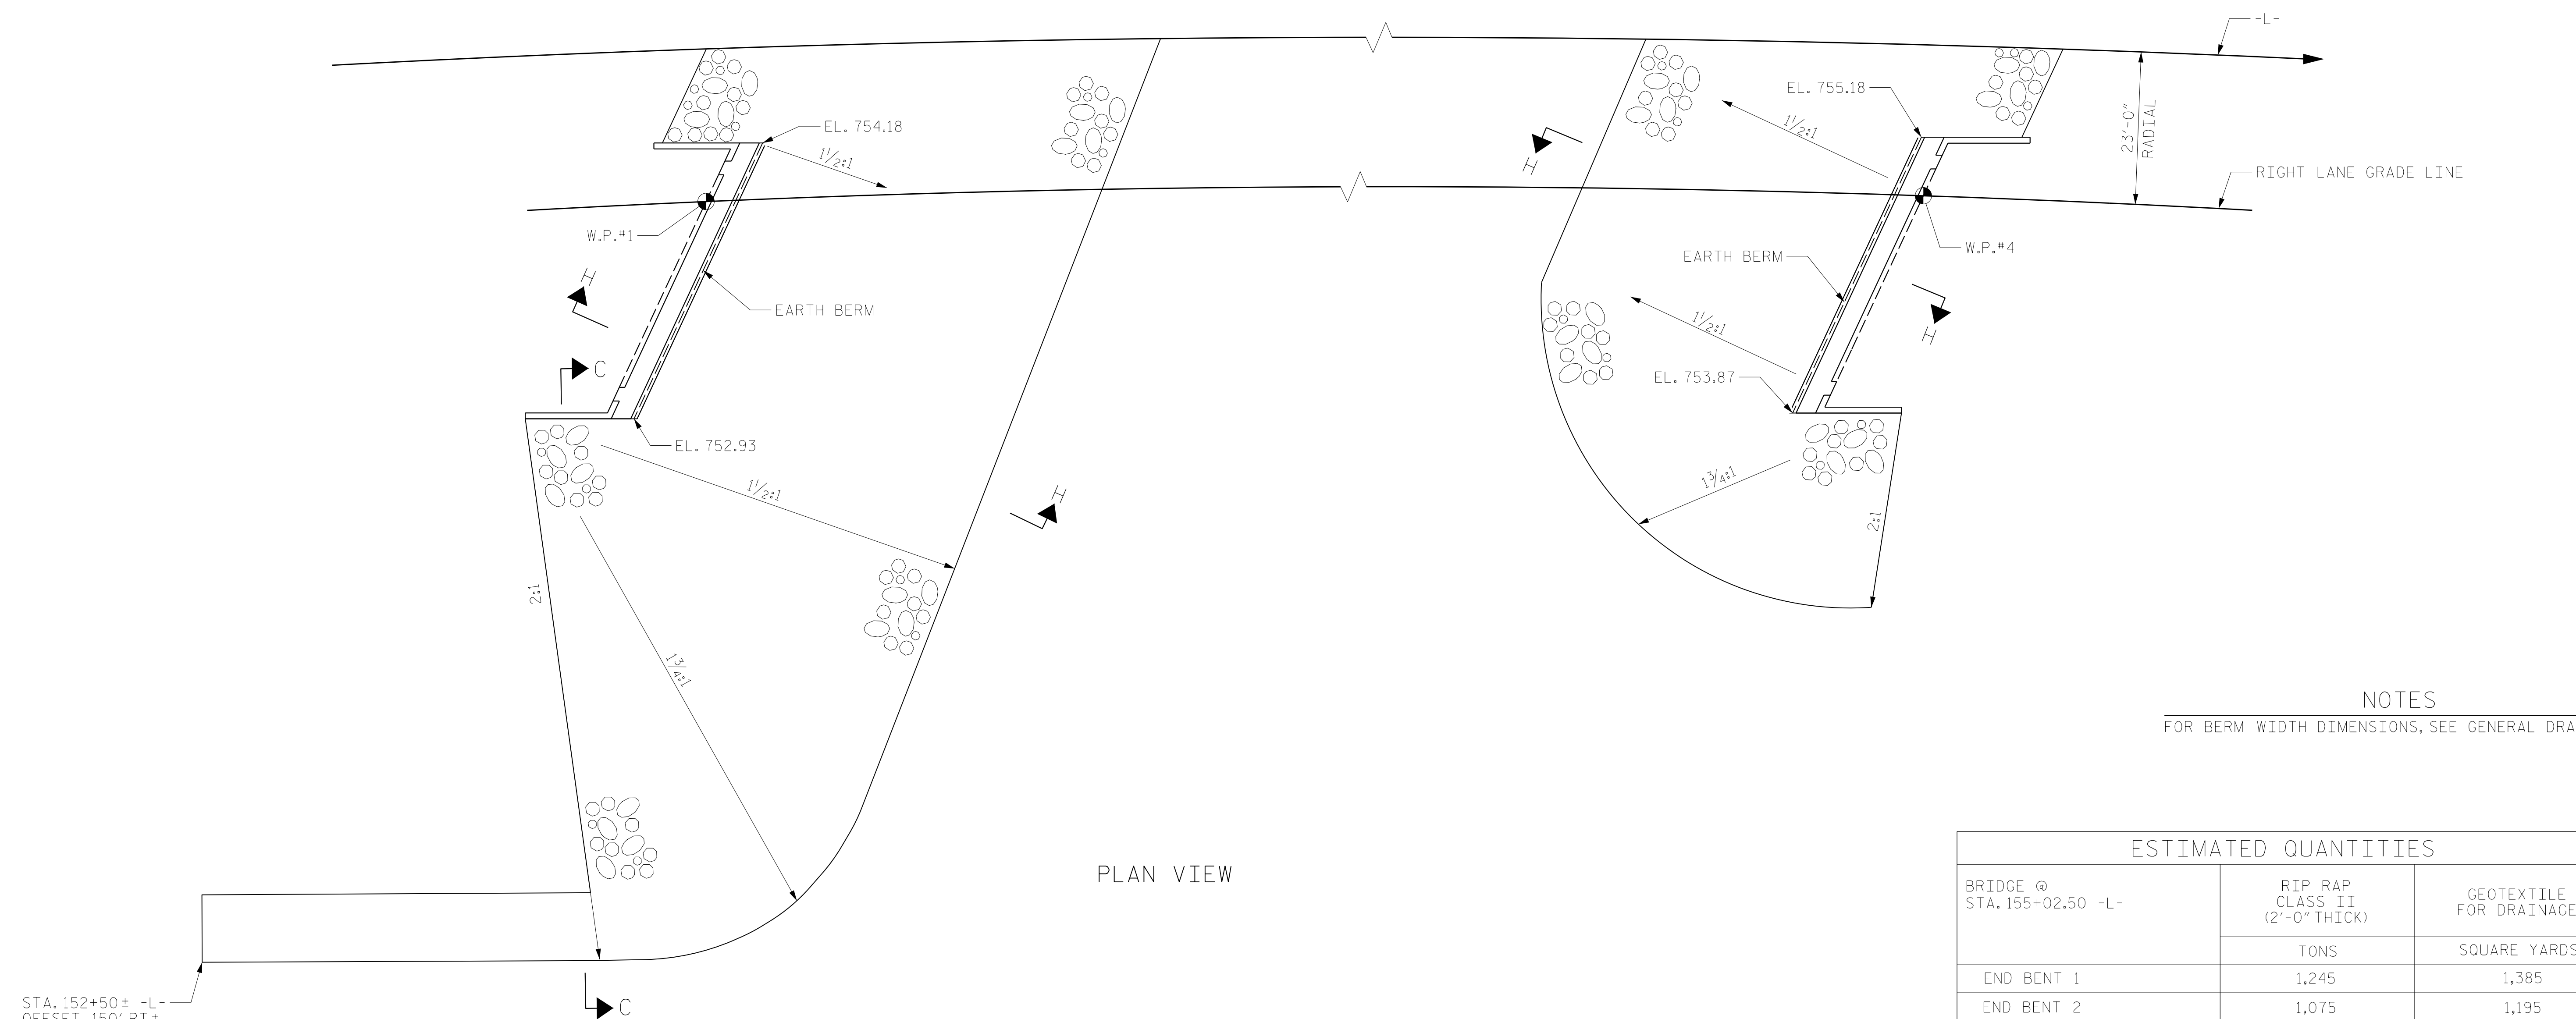 -L-
EL. 755.18
EL. 754.18
1½:1
1½:1
23'-0"
RADIAL
H
RIGHT LANE GRADE LINE
W.P.#1
W.P.#4
EARTH BERM
H
EARTH BERM
1½:1
H
C
EL. 753.87
EL. 752.93
1½:1
H
1¾:1
2:1
2:1
1¾:1
NOTES
FOR BERM WIDTH DIMENSIONS, SEE GENERAL
PLAN VIEW
ESTIMATED QUANTITIES
BRIDGE @
STA. 155+02.50 -L-
RIP RAP
CLASS II
(2'-0" THICK)
GEOTEXTILE
FOR DRAINAGE
TONS
SQUARE YARDS
END BENT 1
1,245
1,385
END BENT 2
1,075
1,195
STA. 152+50± -L-
OFFSET 150' RT±
C